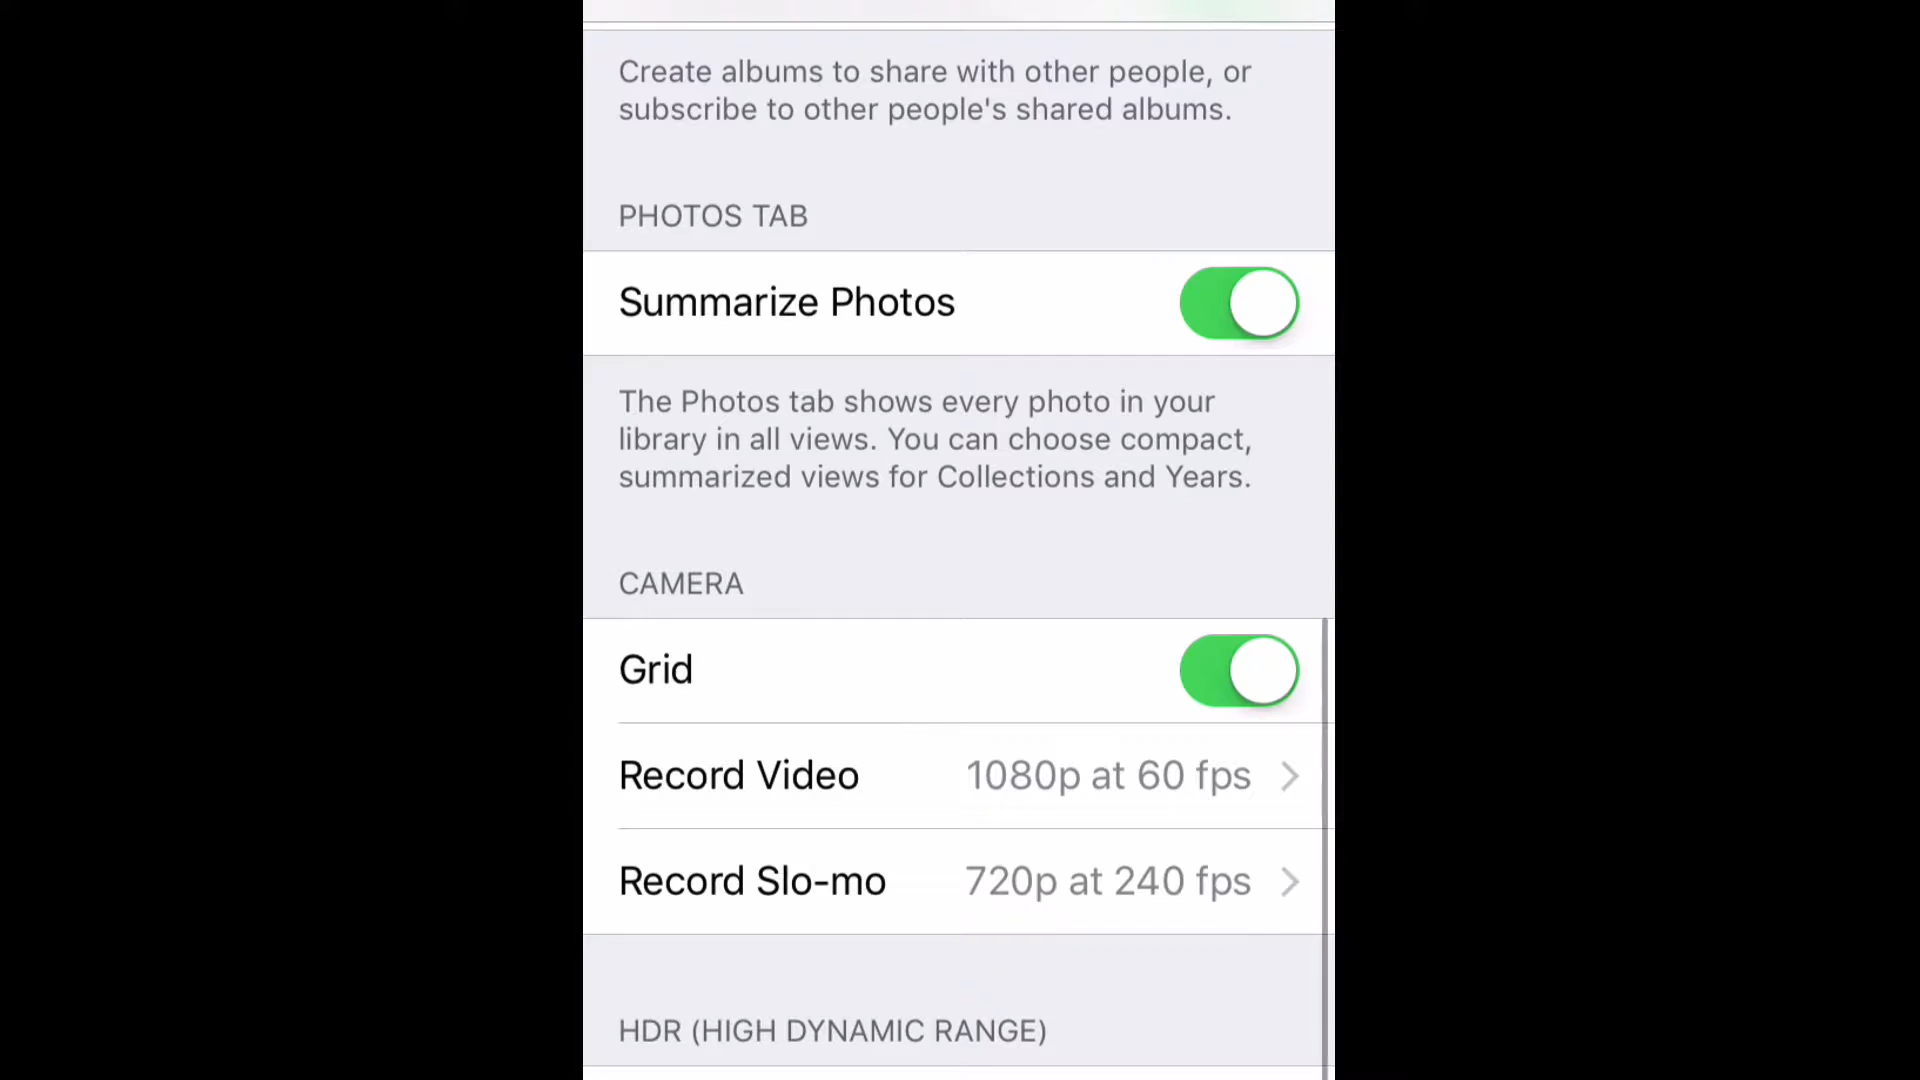 Create albums to share with other people, or
subscribe to other people's shared albums.
PHOTOS TAB
Summarize Photos
The Photos tab shows every photo in your
library in all views. You can choose compact,
summarized views for Collections and Years.
CAMERA
Grid
Record Video 1080p at 60 fps
Record Slo-mo 720p at 240 fps
HDR (HIGH DYNAMIC RANGE)